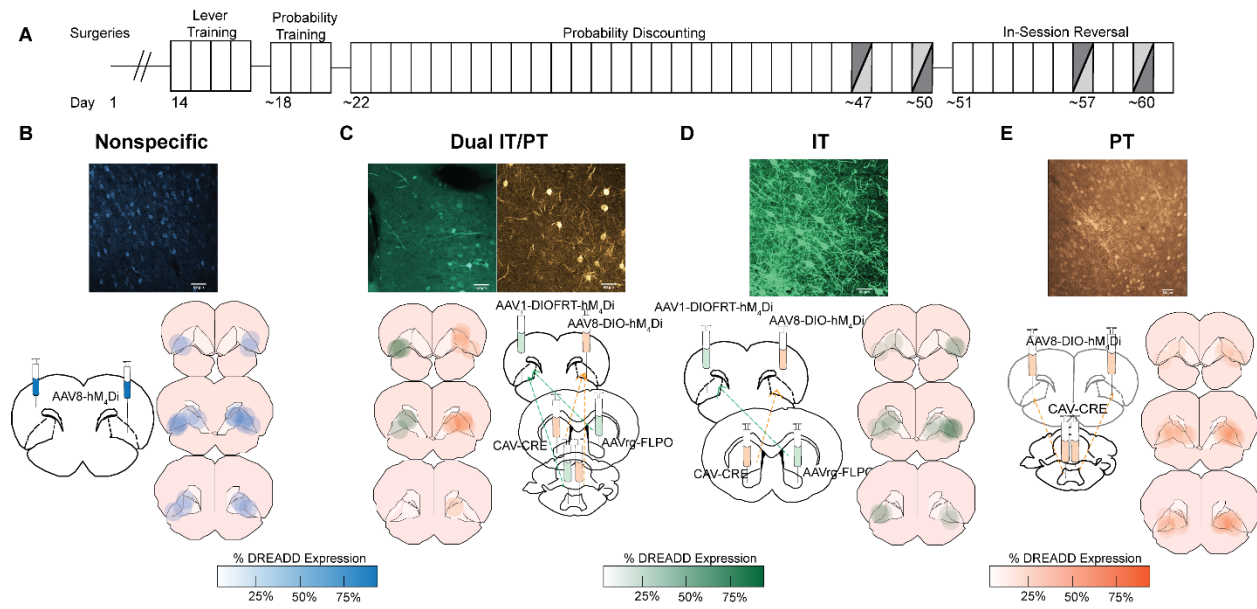 A
Surgeries
Lever
Training
Probability
Training
Probability Discounting
In-Session Reversal
Day 1
14
~18
~22
~47
~50
~51
~57
~60
B
Nonspecific
C
Dual IT/PT
D
IT
E
PT
AAV8-hM4Di
AAV1-DIOFRT-hM4Di
AAV8-DIO-hM4Di
CAV-CRE
AAVrg-FLPO
AAV1-DIOFRT-hM4Di
AAV8-DIO-hM4Di
CAV-CRE
AAVrg-FLPO
AAV8-DIO-hM4Di
CAV-CRE
% DREADD Expression
25% 50% 75%
% DREADD Expression
25% 50% 75%
% DREADD Expression
25% 50% 75%